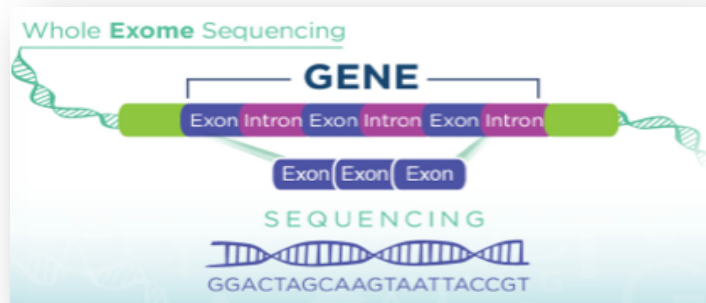 Whole Exome Sequencing
GENE
Exon Intron Exon Intron Exon Intron
Exon Exon Exon
SEQUENCING
GGACTAGCAAGTAATTACCGT